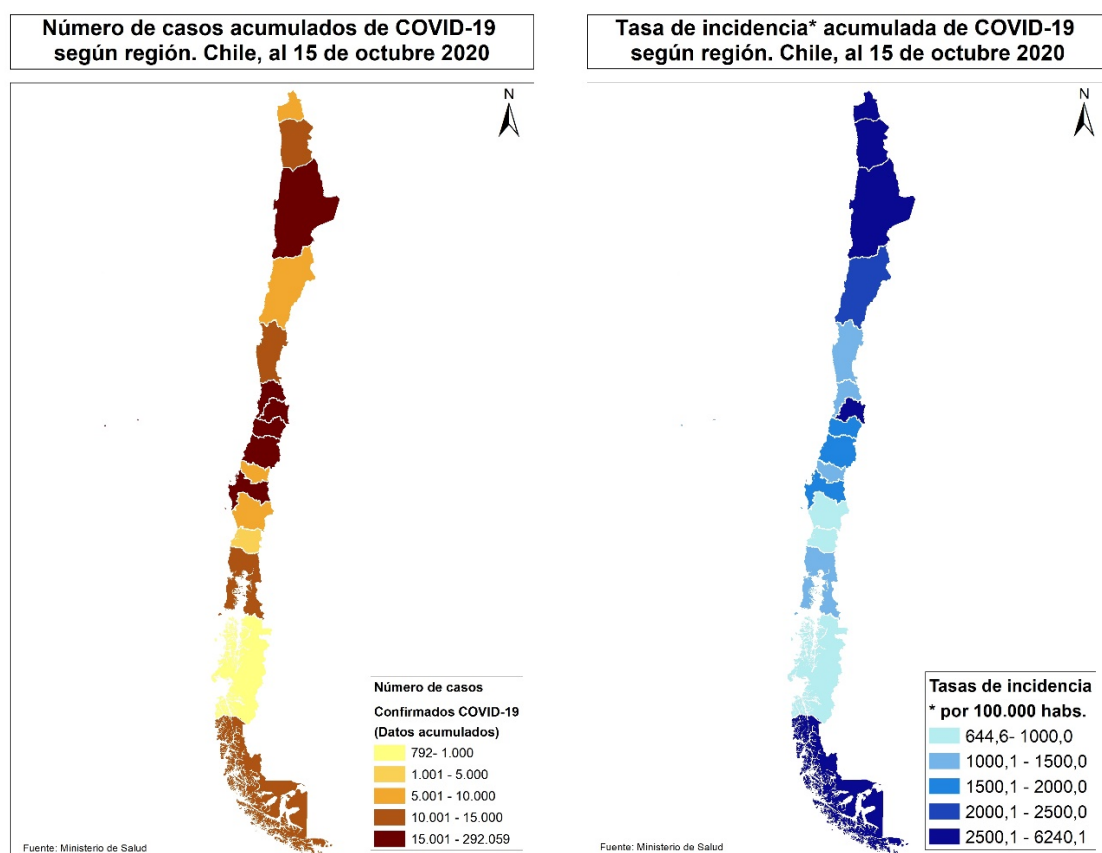 Número de casos acumulados de COVID-19
según región. Chile, al 15 de octubre 2020
N
Número de casos
Confirmados COVID-19
(Datos acumulados)
792- 1.000
1.001 - 5.000
5.001 - 10.000
10.001 - 15.000
15.001 - 292.059
Fuente: Ministerio de Salud
Tasa de incidencia* acumulada de COVID-19
según región. Chile, al 15 de octubre 2020
N
Tasas de incidencia
* por 100.000 habs.
644,6- 1000,0
1000,1 - 1500,0
1500,1 - 2000,0
2000,1 - 2500,0
2500,1 - 6240,1
Fuente: Ministerio de Salud